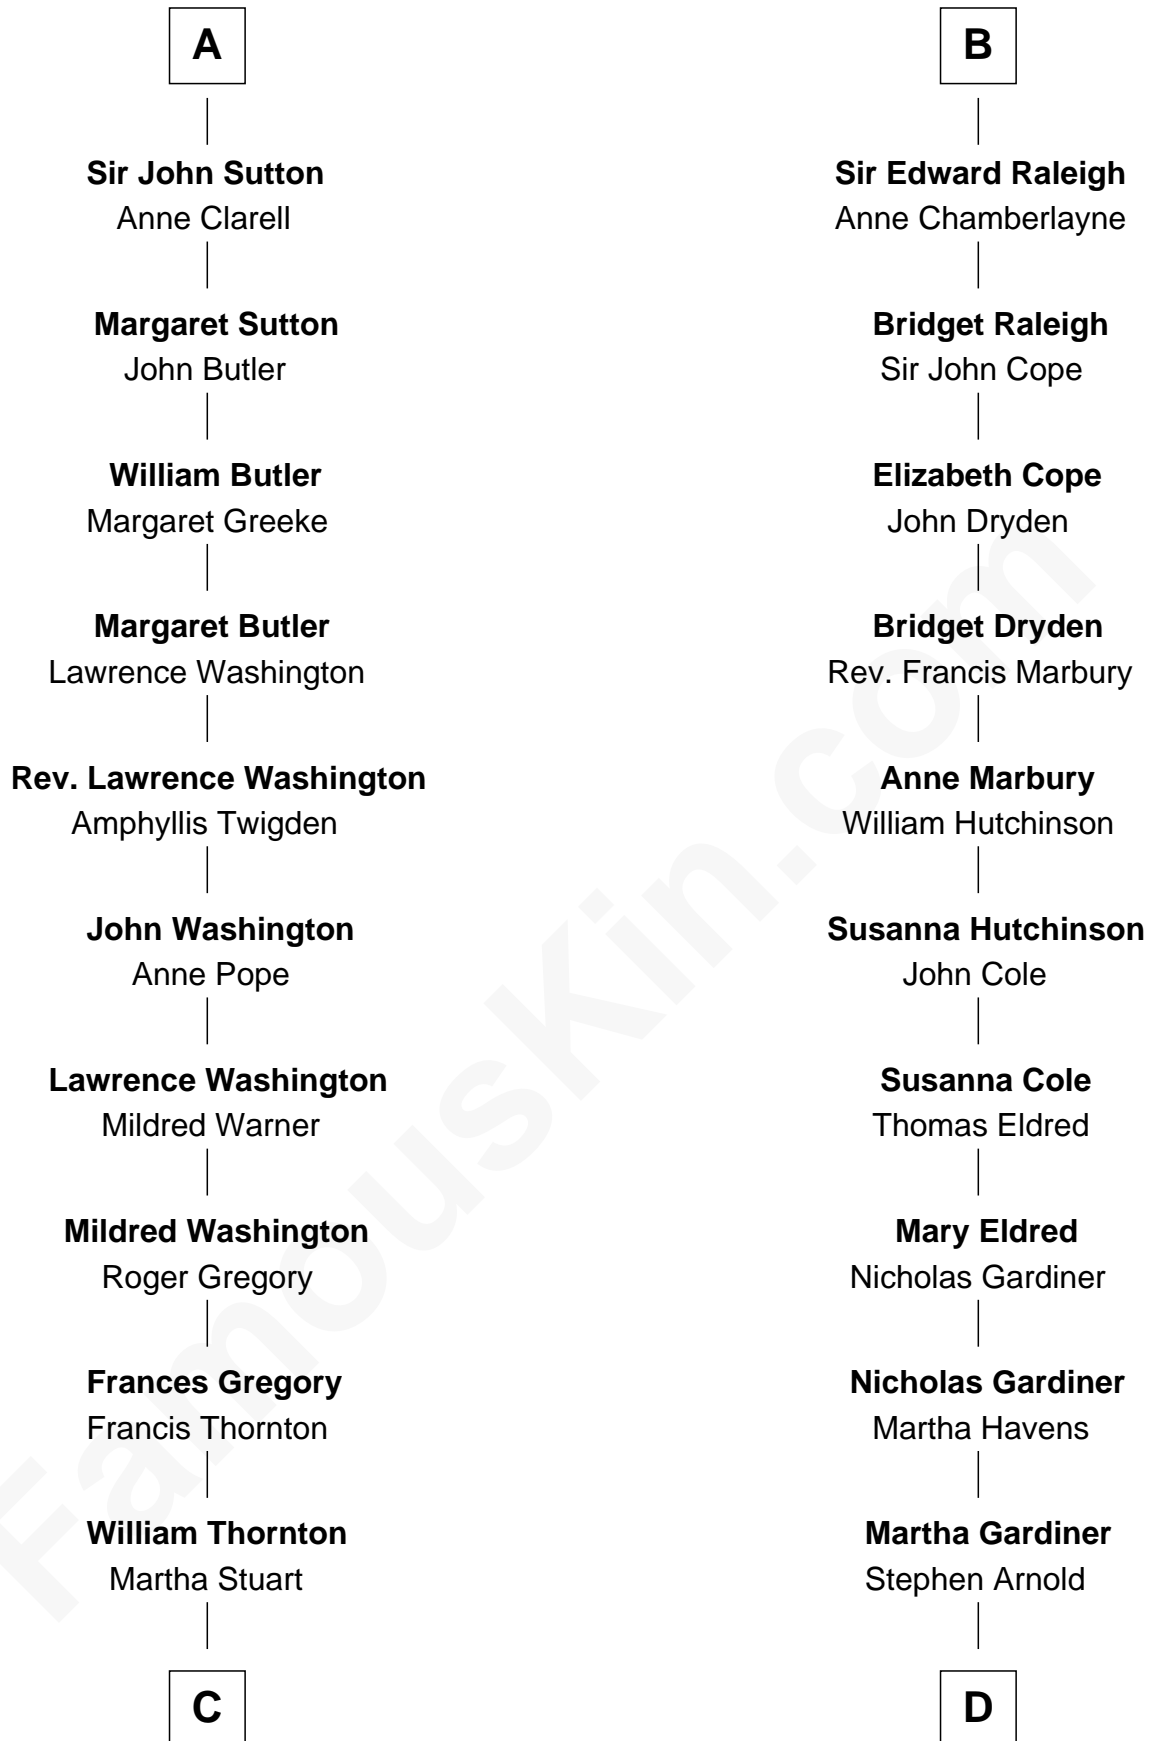 A
Sir John Sutton
Anne Clarell
Margaret Sutton
John Butler
William Butler
Margaret Greeke
Margaret Butler
Lawrence Washington
Rev. Lawrence Washington
Amphyllis Twigden
John Washington
Anne Pope
Lawrence Washington
Mildred Warner
Mildred Washington
Roger Gregory
Frances Gregory
Francis Thornton
William Thornton
Martha Stuart
C
B
Sir Edward Raleigh
Anne Chamberlayne
Bridget Raleigh
Sir John Cope
Elizabeth Cope
John Dryden
Bridget Dryden
Rev. Francis Marbury
Anne Marbury
William Hutchinson
Susanna Hutchinson
John Cole
Susanna Cole
Thomas Eldred
Mary Eldred
Nicholas Gardiner
Nicholas Gardiner
Martha Havens
Martha Gardiner
Stephen Arnold
D
FamousKin.com